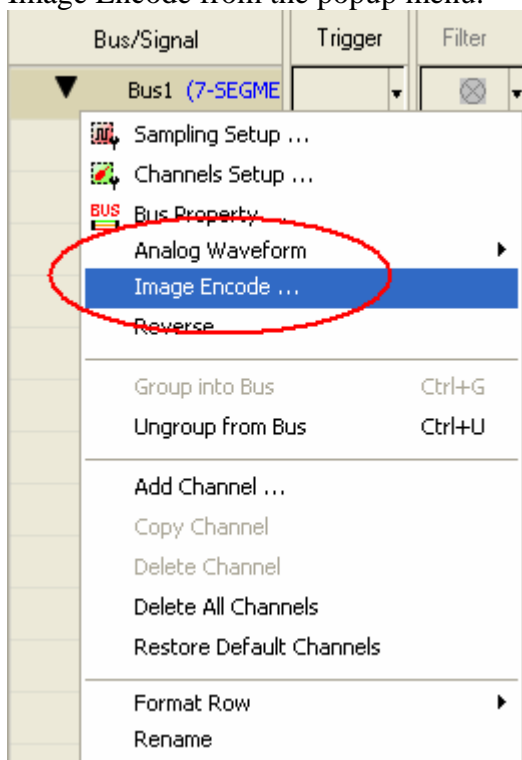 Image Encode from the popup menu.
Bus/Signal Trigger Filter
Bus1 (7-SEGME
Sampling Setup ...
Channels Setup ...
BUS Bus Property ...
Analog Waveform
Image Encode ...
Reverse
Group into Bus Ctrl+G
Ungroup from Bus Ctrl+U
Add Channel ...
Copy Channel
Delete Channel
Delete All Channels
Restore Default Channels
Format Row
Rename